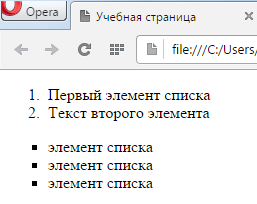 Opera
Учебная страница
file:///C:/Users/
1. Первый элемент списка
2. Текст второго элемента
элемент списка
элемент списка
элемент списка